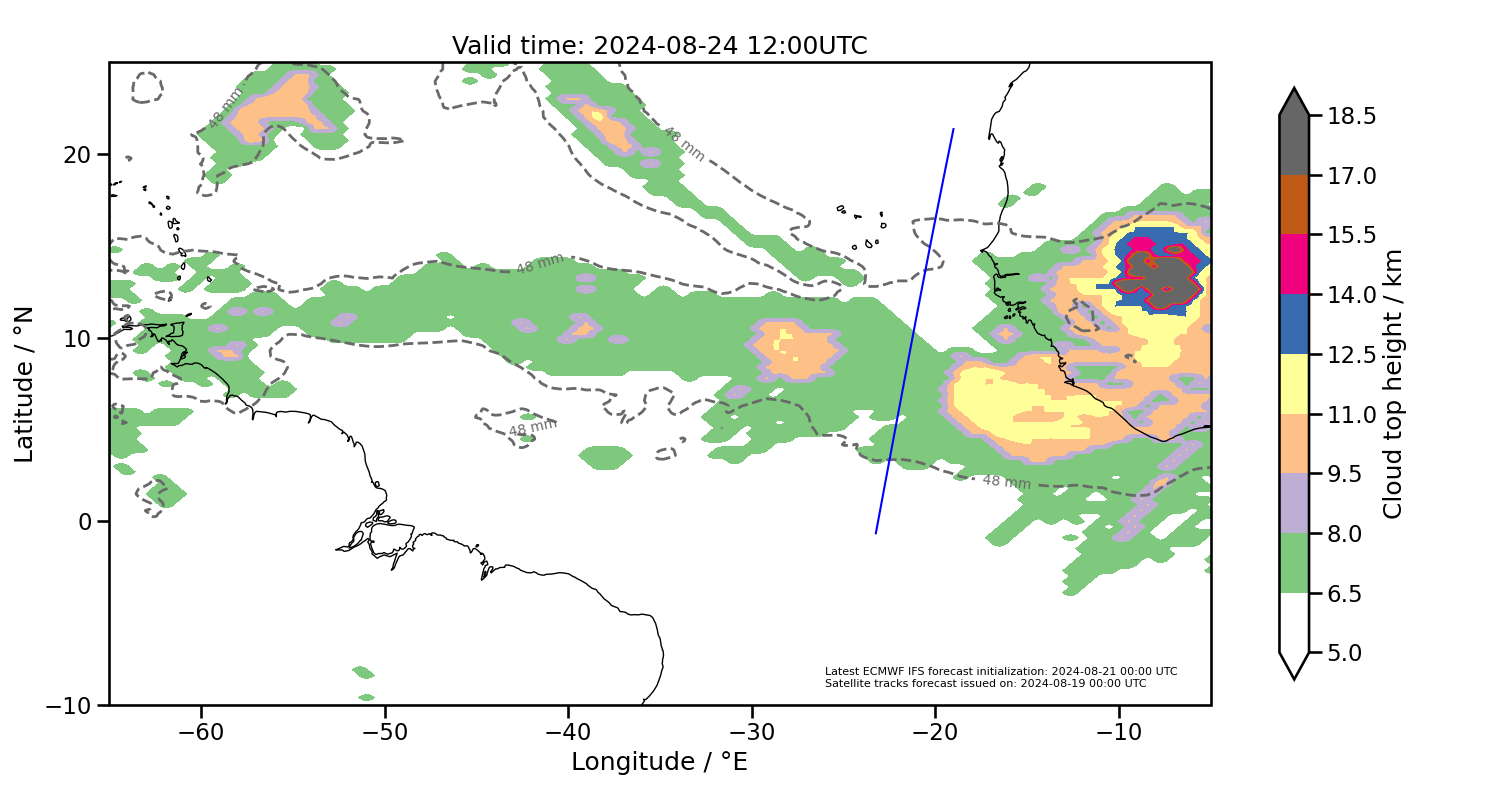 Valid time: 2024-08-24 12:00UTC
48 mm
48 mm
48 mm
48 mm
48 mm
20
10
0
−10
Latitude / °N
−60
−50
−40
−30
−20
−10
Longitude / °E
Latest ECMWF IFS forecast initialization: 2024-08-21 00:00 UTC
Satellite tracks forecast issued on: 2024-08-19 00:00 UTC
18.5
17.0
15.5
14.0
12.5
11.0
9.5
8.0
6.5
5.0
Cloud top height / km